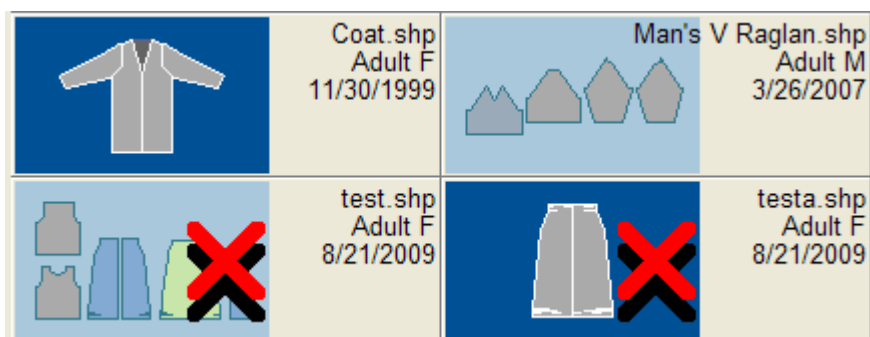 Coat.shp
Adult F
11/30/1999
Man's V Raglan.shp
Adult M
3/26/2007
test.shp
Adult F
8/21/2009
testa.shp
Adult F
8/21/2009